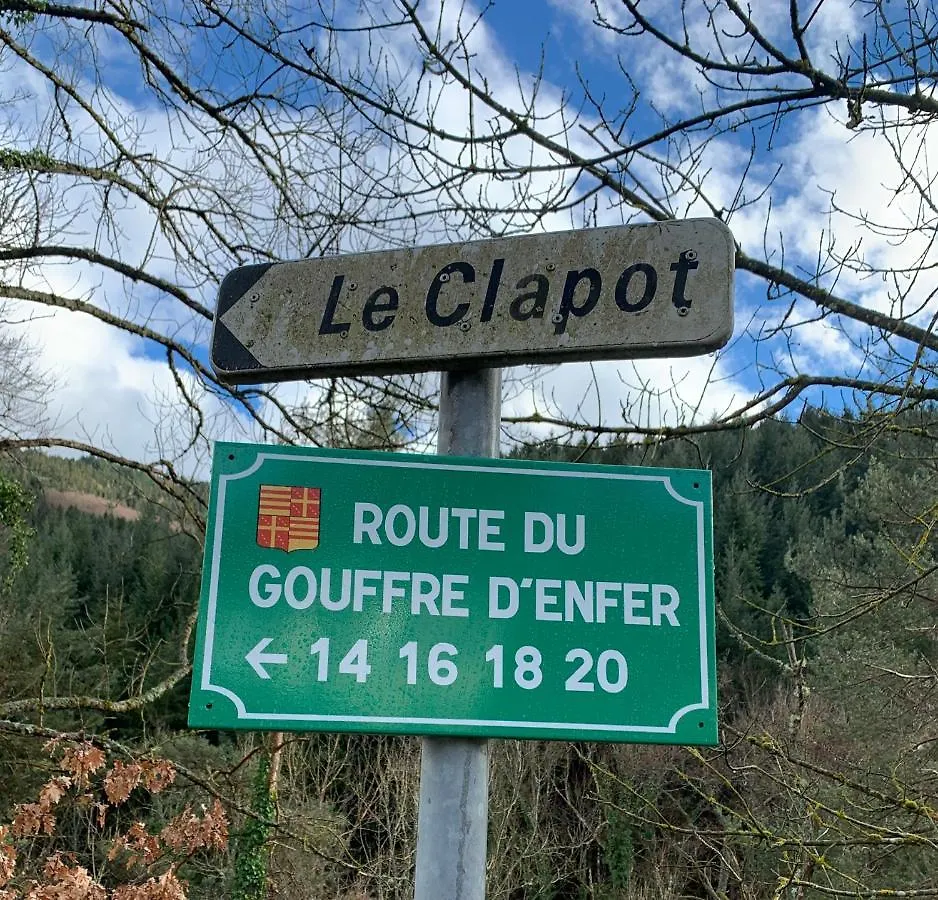 Le Clapot
ROUTE DU
GOUFFRE D'ENFER
← 14 16 18 20